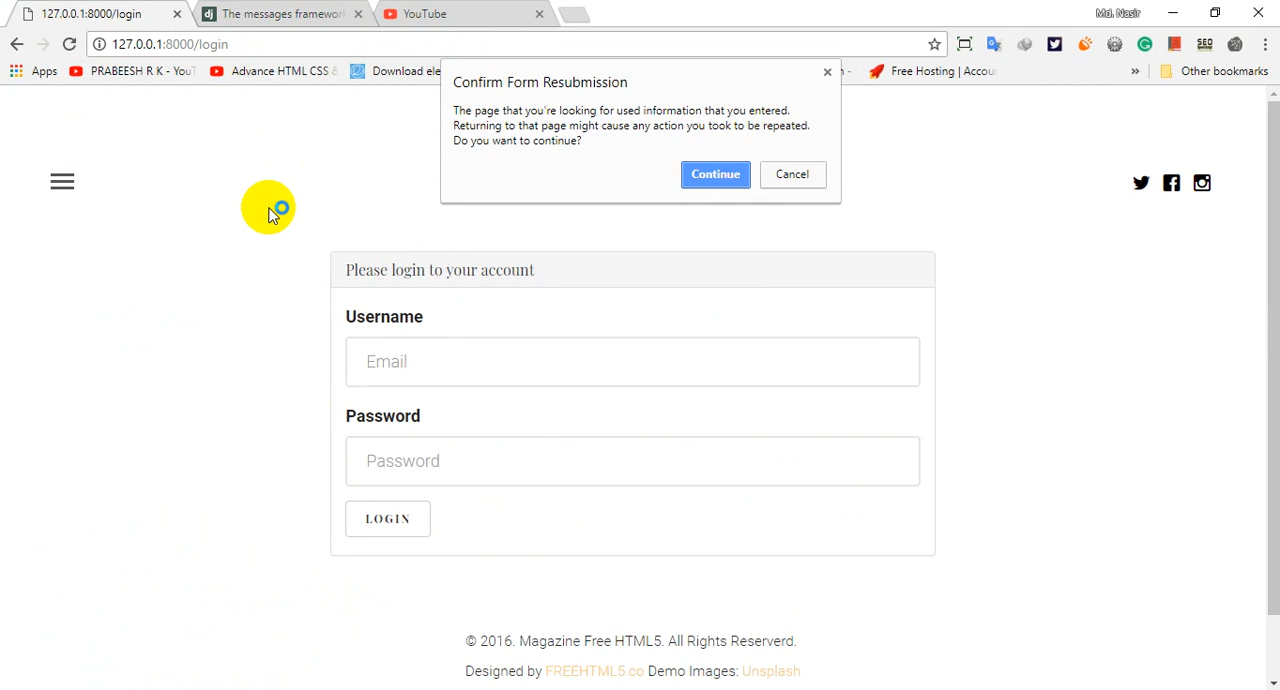 127.0.0.1:8000/login
dj The messages framework
YouTube
Md. Nasir
127.0.0.1:8000/login
Apps
PRABEESH R K - YouT
Advance HTML CSS &
Download ele
Free Hosting | Accou
»
Other bookmarks
SEO
Confirm Form Resubmission
The page that you're looking for used information that you entered.
Returning to that page might cause any action you took to be repeated.
Do you want to continue?
Continue
Cancel
Please login to your account
Username
Email
Password
Password
LOGIN
© 2016. Magazine Free HTML5. All Rights Reserverd.
Designed by FREEHTML5.co Demo Images: Unsplash